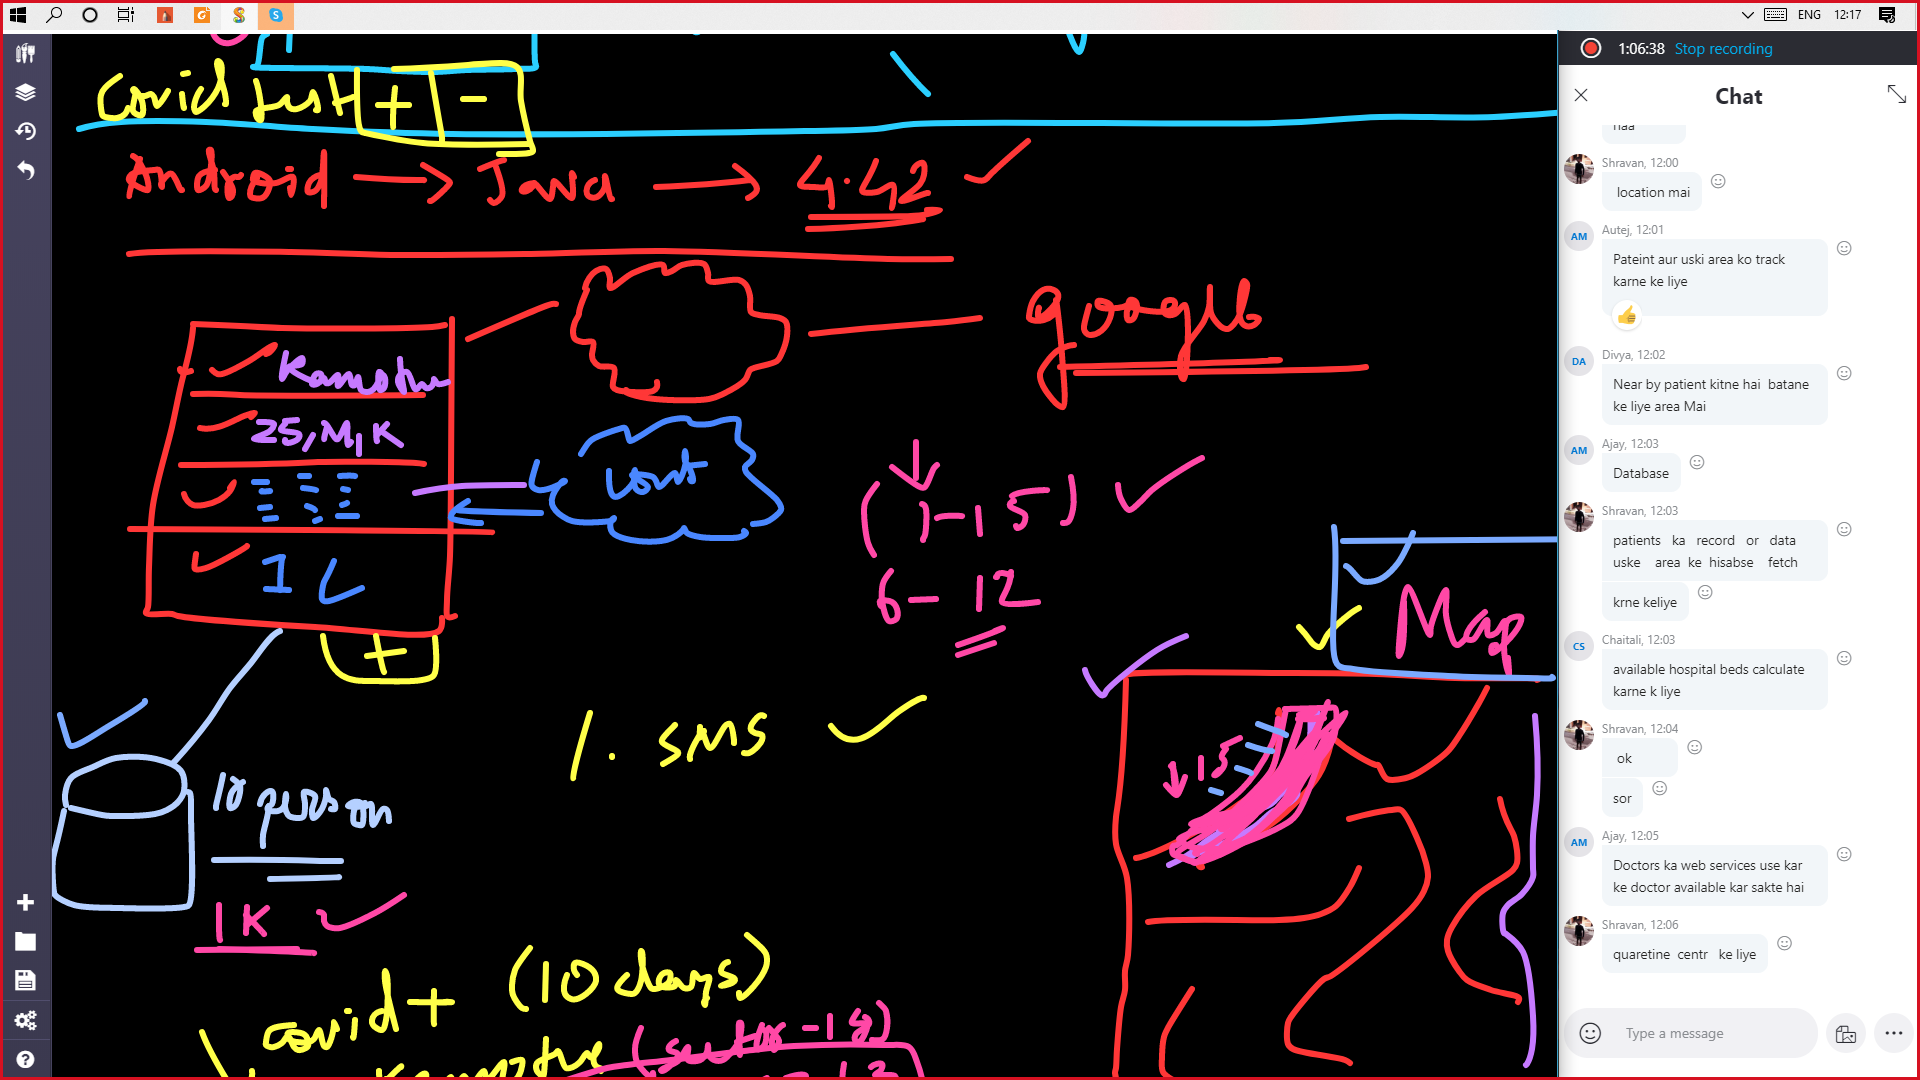 ENG 12:17
1:06:38 Stop recording
Chat
Covid test + -
Android → Java → 4.42
google
25, M, K
( )-15)
6- 12
1 L
+
Map
1. SMS
15
10 person
1K
covid + (10 days)
naa
Shravan, 12:00
location mai
AM
Autej, 12:01
Pateint aur uski area ko track
karne ke liye
DA
Divya, 12:02
Near by patient kitne hai batane
ke liye area Mai
AM
Ajay, 12:03
Database
Shravan, 12:03
patients ka record or data
uske area ke hisabse fetch
krne keliye
CS
Chaitali, 12:03
available hospital beds calculate
karne k liye
Shravan, 12:04
ok
sor
AM
Ajay, 12:05
Doctors ka web services use kar
ke doctor available kar sakte hai
Shravan, 12:06
quaretine centr ke liye
Type a message